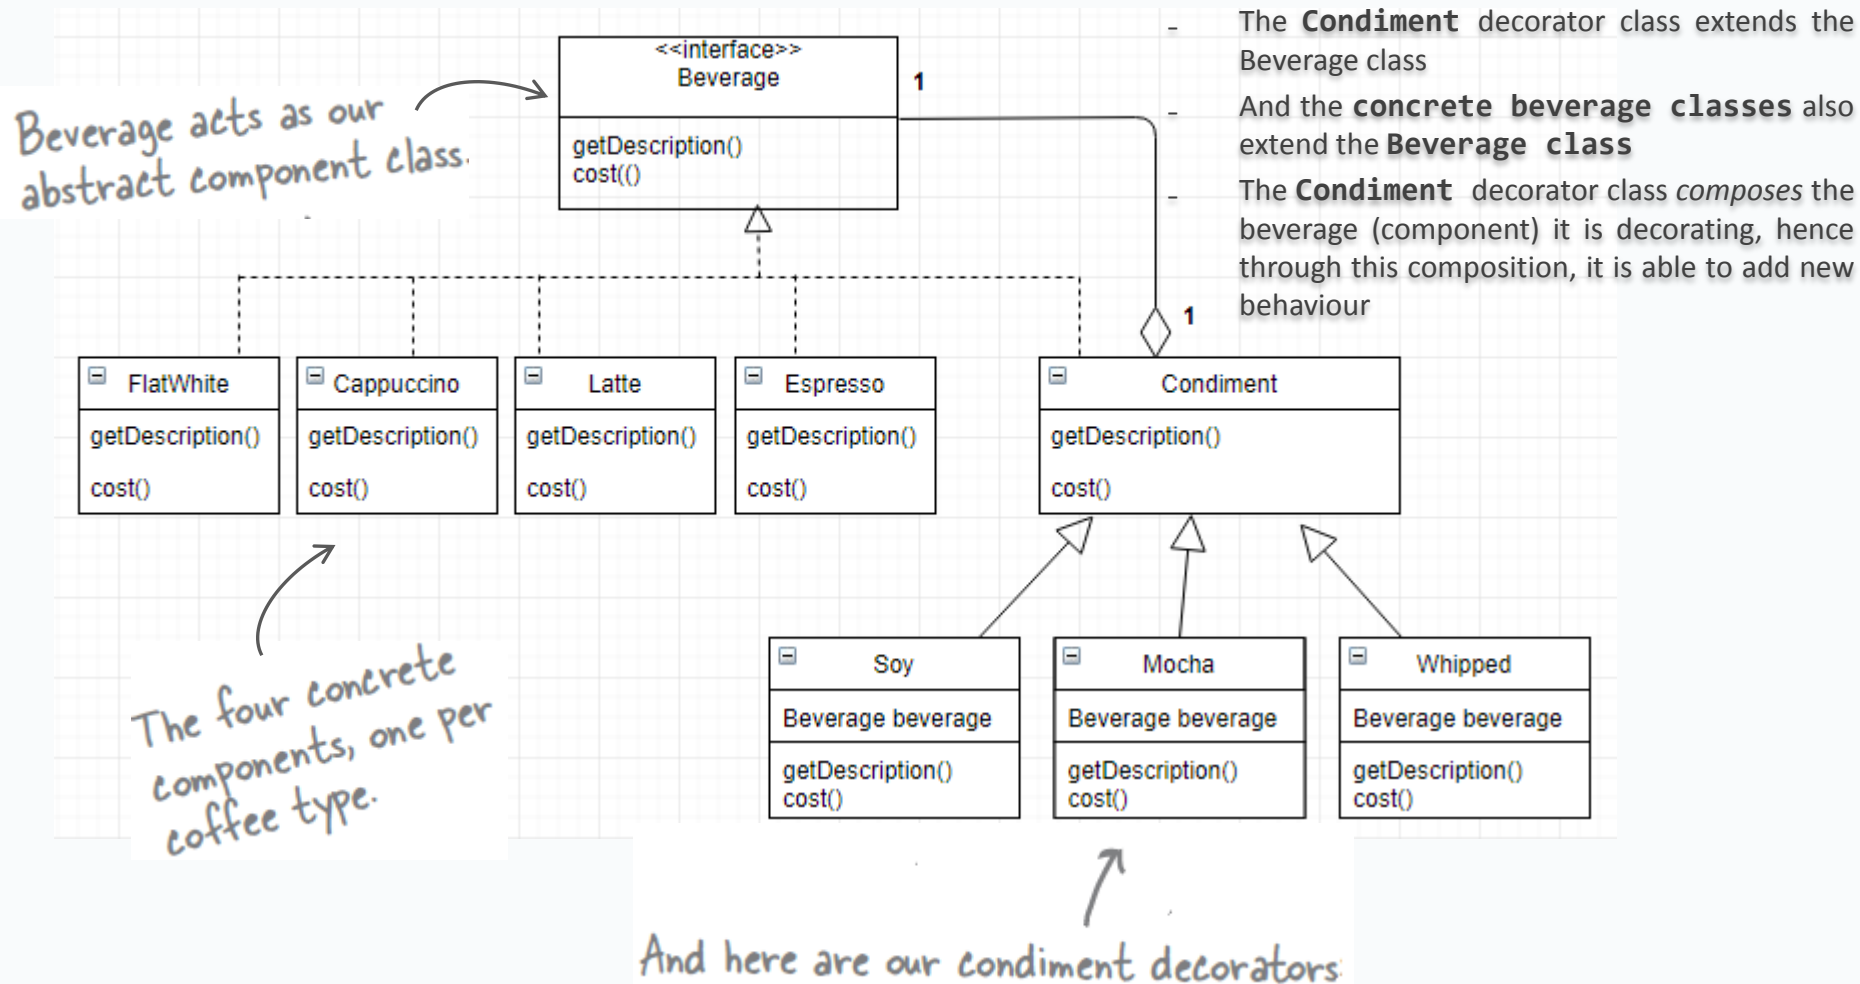 <<interface>>
Beverage
1
getDescription()
cost(()
Beverage acts as our
abstract component class.
- The Condiment decorator class extends the
Beverage class
- And the concrete beverage classes also
extend the Beverage class
- The Condiment decorator class composes the
beverage (component) it is decorating, hence
through this composition, it is able to add new
behaviour
1
FlatWhite
getDescription()
cost()
Cappuccino
getDescription()
cost()
Latte
getDescription()
cost()
Espresso
getDescription()
cost()
Condiment
getDescription()
cost()
The four concrete
components, one per
coffee type.
Soy
Beverage beverage
getDescription()
cost()
Mocha
Beverage beverage
getDescription()
cost()
Whipped
Beverage beverage
getDescription()
cost()
And here are our condiment decorators